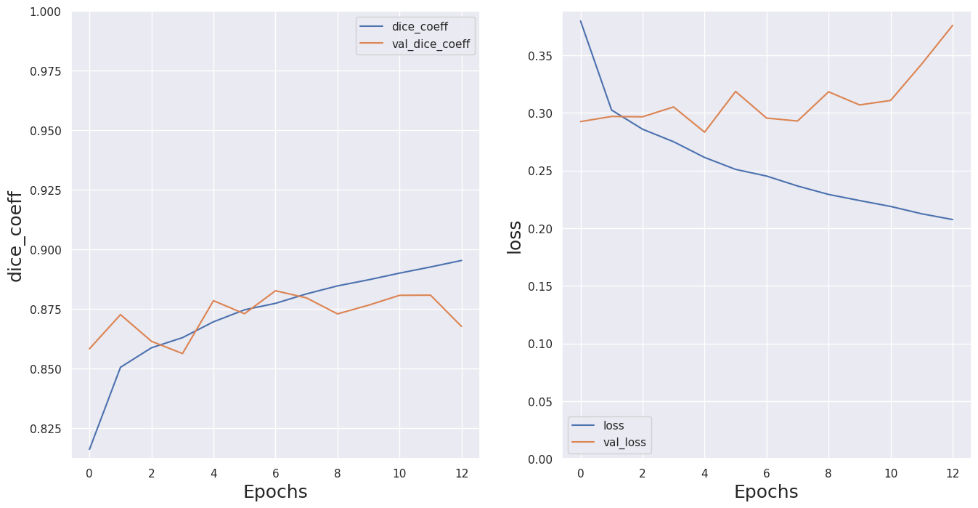 1.000
0.975
0.950
0.925
0.900
0.875
0.850
0.825
dice_coeff
dice_coeff
val_dice_coeff
0 2 4 6 8 10 12
Epochs
0.35
0.30
0.25
0.20
0.15
0.10
0.05
0.00
loss
loss
val_loss
0 2 4 6 8 10 12
Epochs